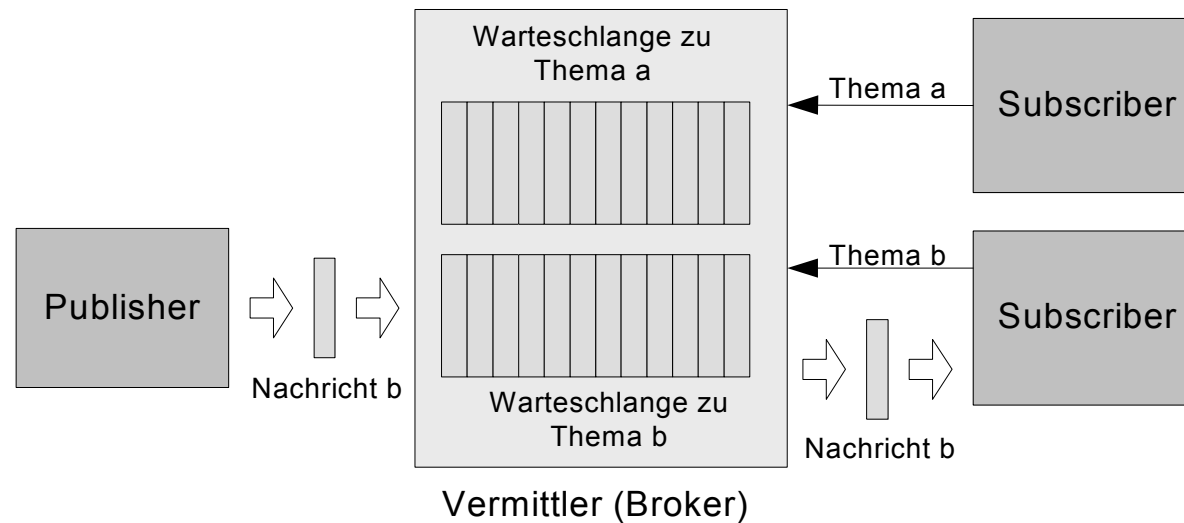 Warteschlange zu
Thema a
Thema a
Subscriber
Publisher
Nachricht b
Thema b
Subscriber
Warteschlange zu
Thema b
Nachricht b
Vermittler (Broker)